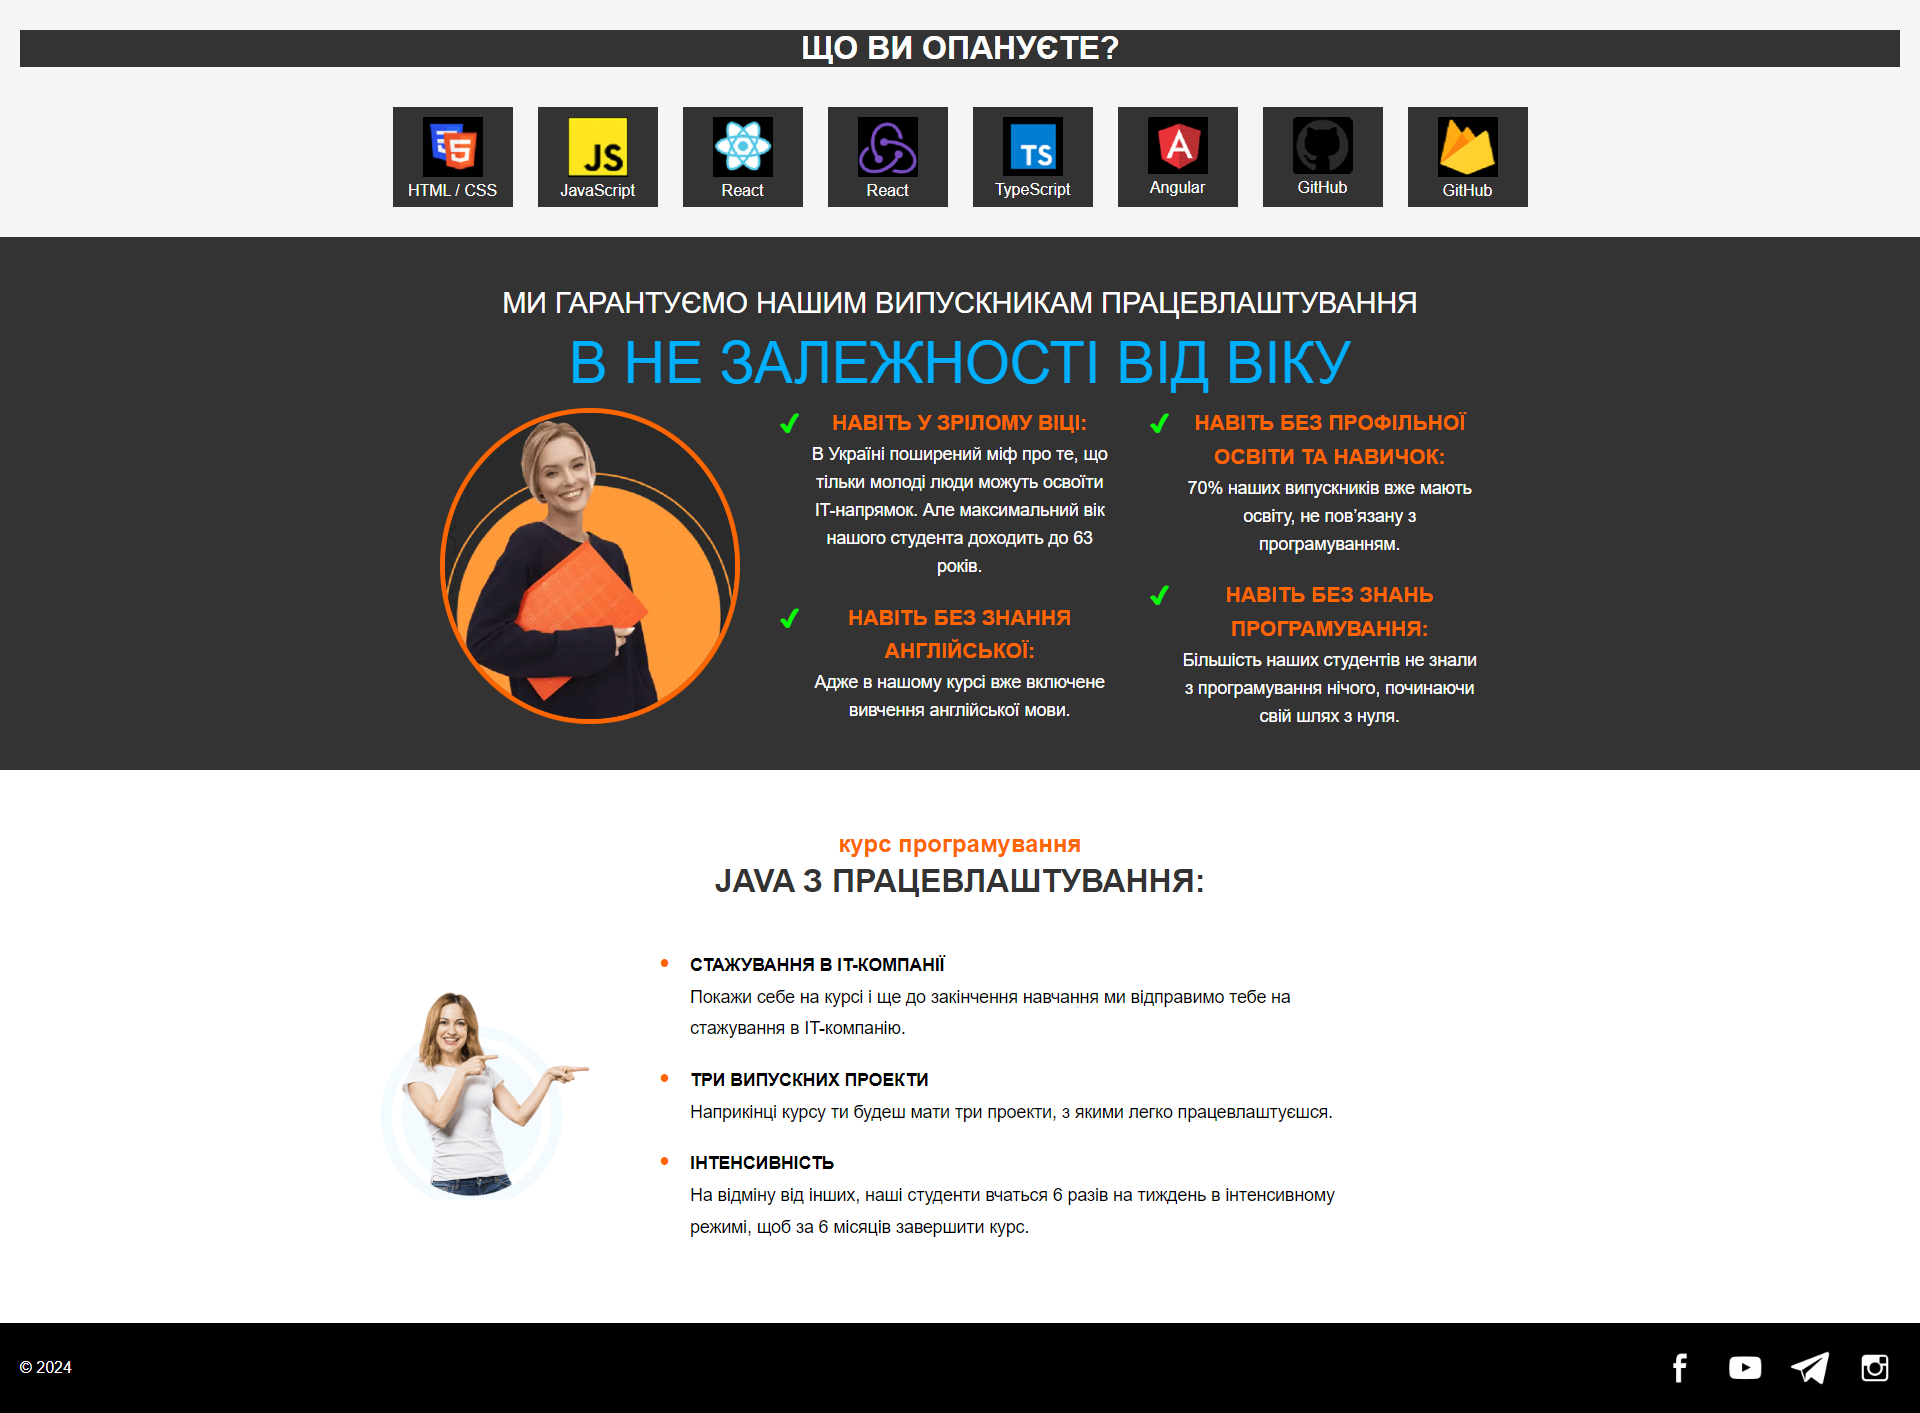 ЩО ВИ ОПАНУЄТЕ?
HTML / CSS
JS
JavaScript
React
React
TS
TypeScript
A
Angular
GitHub
GitHub
МИ ГАРАНТУЄМО НАШИМ ВИПУСКНИКАМ ПРАЦЕВЛАШТУВАННЯ
В НЕ ЗАЛЕЖНОСТІ ВІД ВІКУ
НАВІТЬ У ЗРІЛОМУ ВІЦІ:
В Україні поширений міф про те, що
тільки молоді люди можуть освоїти
IT-напрямок. Але максимальний вік
нашого студента доходить до 63
років.
НАВІТЬ БЕЗ ЗНАННЯ
АНГЛІЙСЬКОЇ:
Адже в нашому курсі вже включене
вивчення англійської мови.
НАВІТЬ БЕЗ ПРОФІЛЬНОЇ
ОСВІТИ ТА НАВИЧОК:
70% наших випускників вже мають
освіту, не пов’язану з
програмуванням.
НАВІТЬ БЕЗ ЗНАНЬ
ПРОГРАМУВАННЯ:
Більшість наших студентів не знали
з програмування нічого, починаючи
свій шлях з нуля.
курс програмування
JAVA З ПРАЦЕВЛАШТУВАННЯ:
СТАЖУВАННЯ В IT-КОМПАНІЇ
Покажи себе на курсі і ще до закінчення навчання ми відправимо тебе на
стажування в IT-компанію.
ТРИ ВИПУСКНИХ ПРОЕКТИ
Наприкінці курсу ти будеш мати три проекти, з якими легко працевлаштуєшся.
ІНТЕНСИВНІСТЬ
На відміну від інших, наші студенти вчаться 6 разів на тиждень в інтенсивному
режимі, щоб за 6 місяців завершити курс.
© 2024